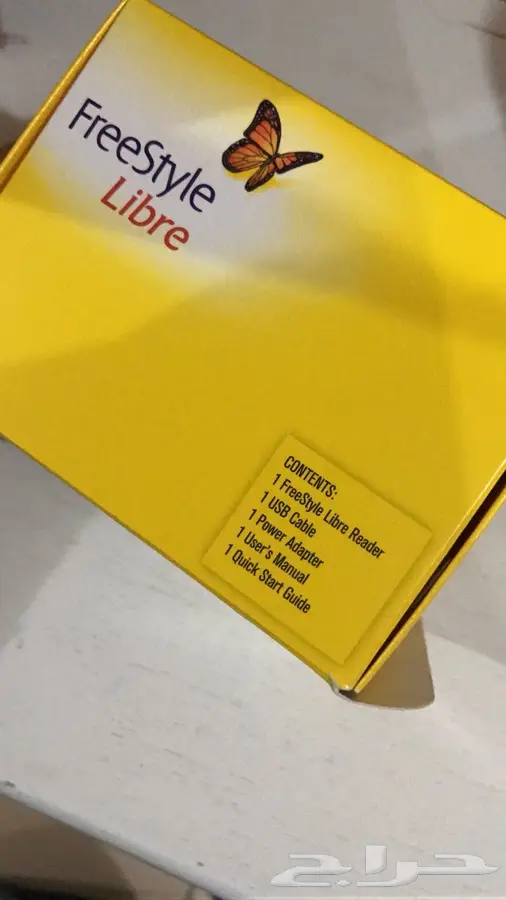 FreeStyle
Libre
CONTENTS:
1 FreeStyle Libre Reader
1 USB Cable
1 Power Adapter
1 User's Manual
1 Quick Start Guide
حراج